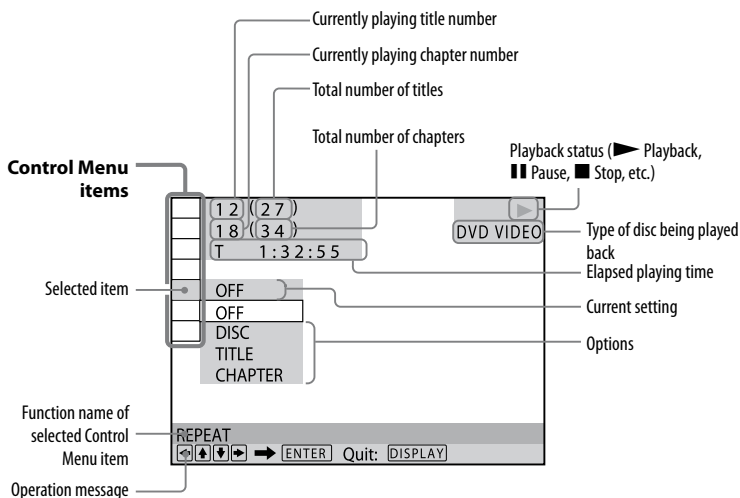 Currently playing title number
Currently playing chapter number
Total number of titles
Total number of chapters
Playback status (▶ Playback,
❚❚ Pause, ■ Stop, etc.)
Control Menu
items
12 (27)
18 (34)
T 1:32:55
▶
DVD VIDEO
Type of disc being played
back
Elapsed playing time
Selected item
OFF
Current setting
OFF
DISC
TITLE
CHAPTER
Options
Function name of
selected Control
Menu item
REPEAT
← ↑ ↓ → ➡ ENTER Quit: DISPLAY
Operation message